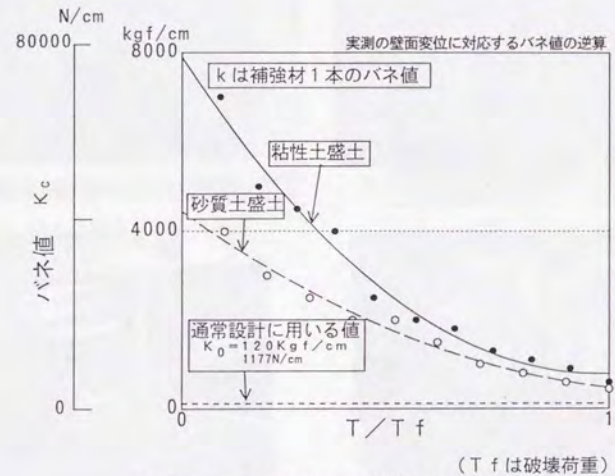 N/cm
80000
kgf/cm
8000
実測の壁面変位に対応するバネ値の逆算
kは補強材1本のバネ値
粘性土盛土
砂質土盛土
4000
バネ値 Kc
通常設計に用いる値
K0=120Kgf/cm
1177N/cm
0
0
T/Tf
1
(Tfは破壊荷重)